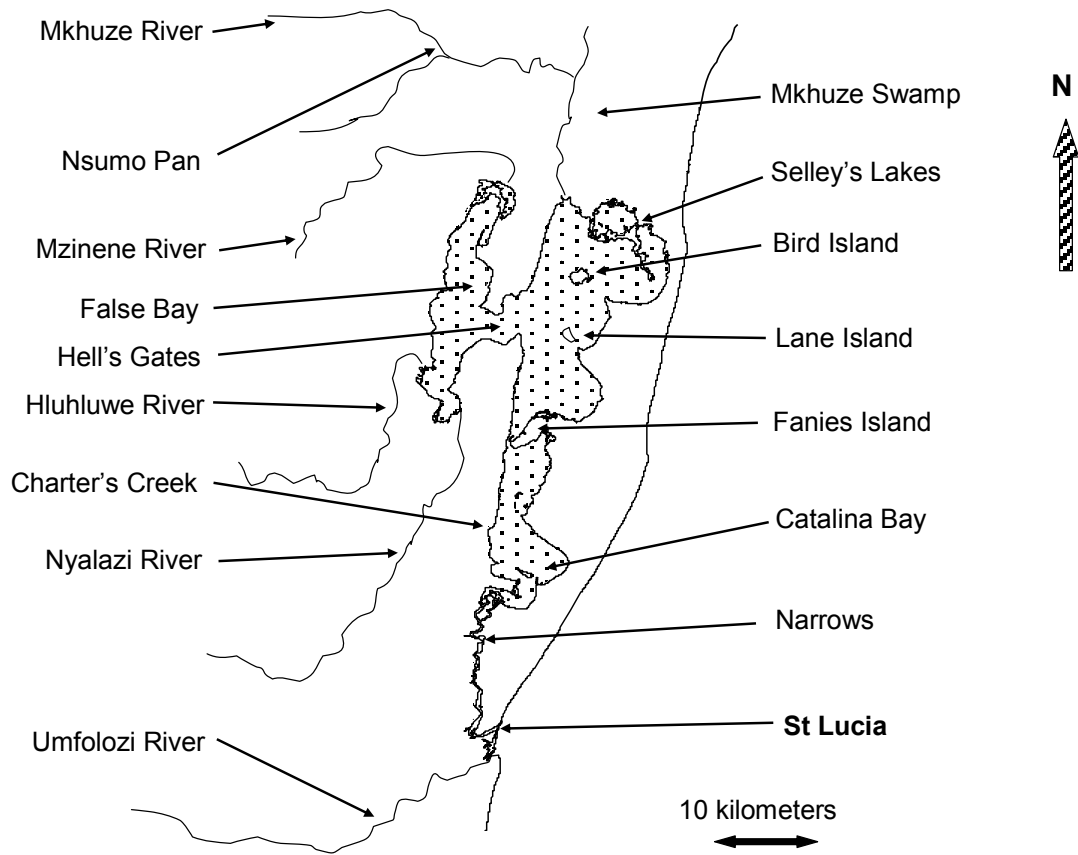 Mkhuze River
Mkhuze Swamp
N
Nsumo Pan
Selley's Lakes
Mzinene River
Bird Island
False Bay
Lane Island
Hell's Gates
Hluhluwe River
Fanies Island
Charter's Creek
Catalina Bay
Nyalazi River
Narrows
St Lucia
Umfolozi River
10 kilometers